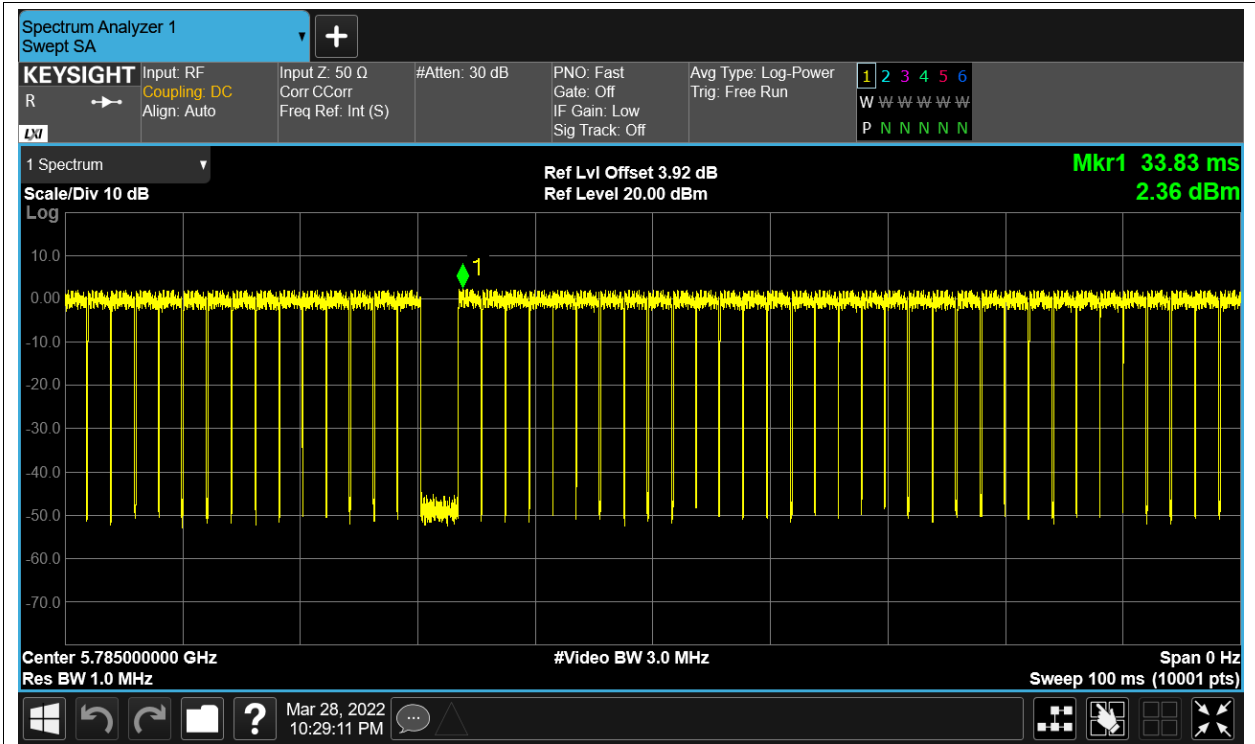 Spectrum Analyzer 1
Swept SA
KEYSIGHT
R
LXI
Input: RF
Coupling: DC
Align: Auto
Input Z: 50 Ω
Corr CCorr
Freq Ref: Int (S)
#Atten: 30 dB
PNO: Fast
Gate: Off
IF Gain: Low
Sig Track: Off
Avg Type: Log-Power
Trig: Free Run
1 2 3 4 5 6
W W W W W W
P N N N N N
1 Spectrum
Scale/Div 10 dB
Ref Lvl Offset 3.92 dB
Ref Level 20.00 dBm
Mkr1 33.83 ms
2.36 dBm
Log
1
10.0
0.00
-10.0
-20.0
-30.0
-40.0
-50.0
-60.0
-70.0
Center 5.785000000 GHz
Res BW 1.0 MHz
#Video BW 3.0 MHz
Span 0 Hz
Sweep 100 ms (10001 pts)
?
Mar 28, 2022
10:29:11 PM